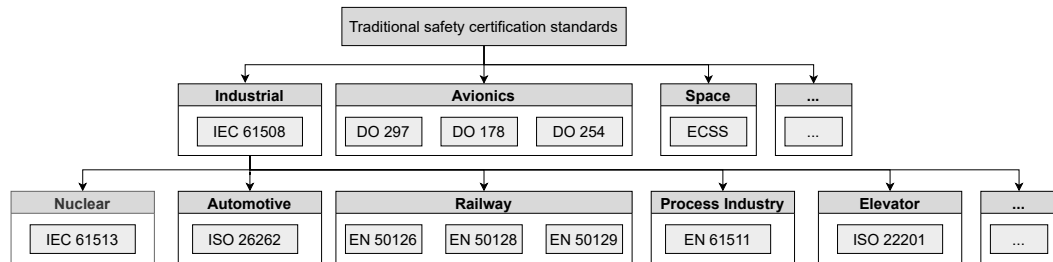 Traditional safety certification standards
Industrial
Avionics
Space
...
IEC 61508
DO 297
DO 178
DO 254
ECSS
...
Nuclear
Automotive
Railway
Process Industry
Elevator
...
IEC 61513
ISO 26262
EN 50126
EN 50128
EN 50129
EN 61511
ISO 22201
...